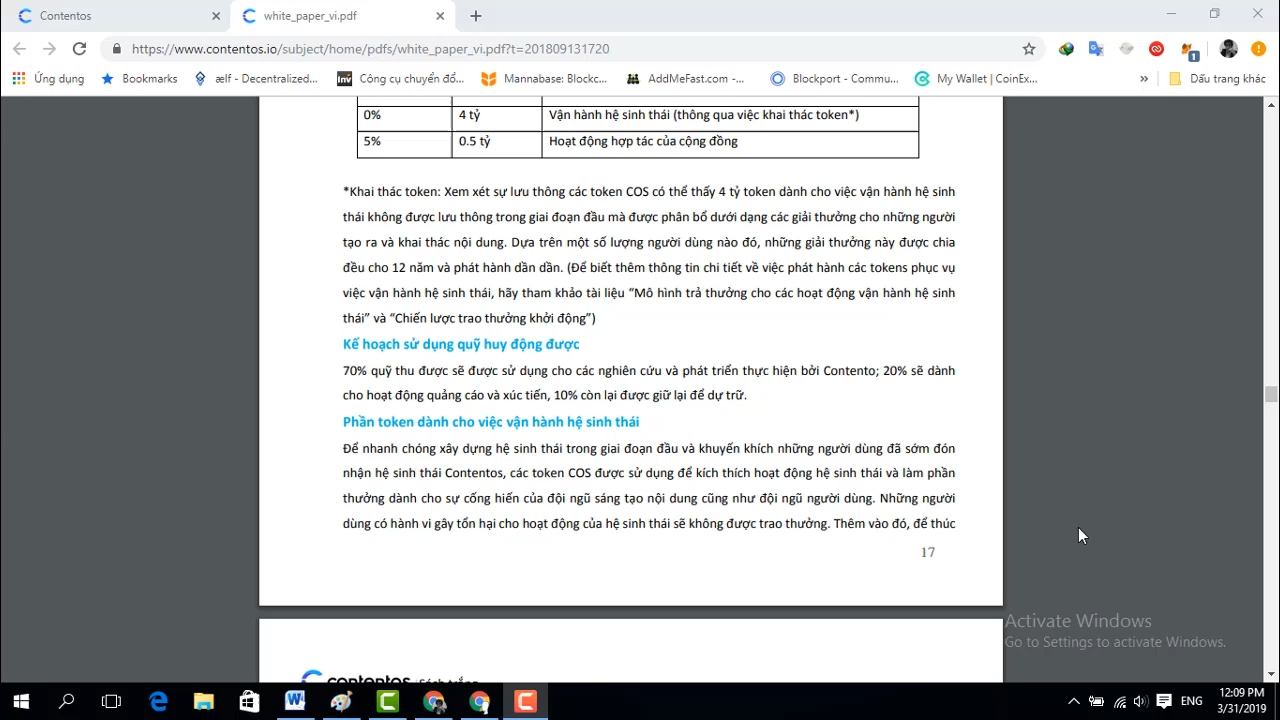 Contentos
white_paper_vi.pdf
https://www.contentos.io/subject/home/pdfs/white_paper_vi.pdf?t=201809131720
Ứng dụng
Bookmarks
ælf - Decentralized...
Công cụ chuyển đổ...
Mannabase: Blockc...
AddMeFast.com -...
Blockport - Commu...
My Wallet | CoinEx...
»
Dấu trang khác
0% 4 tỷ Vận hành hệ sinh thái (thông qua việc khai thác token*)
5% 0.5 tỷ Hoạt động hợp tác của cộng đồng
*Khai thác token: Xem xét sự lưu thông các token COS có thể thấy 4 tỷ token dành cho việc vận hành hệ sinh
thái không được lưu thông trong giai đoạn đầu mà được phân bổ dưới dạng các giải thưởng cho những người
tạo ra và khai thác nội dung. Dựa trên một số lượng người dùng nào đó, những giải thưởng này được chia
đều cho 12 năm và phát hành dần dần. (Để biết thêm thông tin chi tiết về việc phát hành các tokens phục vụ
việc vận hành hệ sinh thái, hãy tham khảo tài liệu “Mô hình trả thưởng cho các hoạt động vận hành hệ sinh
thái” và “Chiến lược trao thưởng khởi động”)
Kế hoạch sử dụng quỹ huy động được
70% quỹ thu được sẽ được sử dụng cho các nghiên cứu và phát triển thực hiện bởi Contento; 20% sẽ dành
cho hoạt động quảng cáo và xúc tiến, 10% còn lại được giữ lại để dự trữ.
Phần token dành cho việc vận hành hệ sinh thái
Để nhanh chóng xây dựng hệ sinh thái trong giai đoạn đầu và khuyến khích những người dùng đã sớm đón
nhận hệ sinh thái Contentos, các token COS được sử dụng để kích thích hoạt động hệ sinh thái và làm phần
thưởng dành cho sự cống hiến của đội ngũ sáng tạo nội dung cũng như đội ngũ người dùng. Những người
dùng có hành vi gây tổn hại cho hoạt động của hệ sinh thái sẽ không được trao thưởng. Thêm vào đó, để thúc
17
Activate Windows
Go to Settings to activate Windows.
contentos | Sách trắng
ENG
12:09 PM
3/31/2019